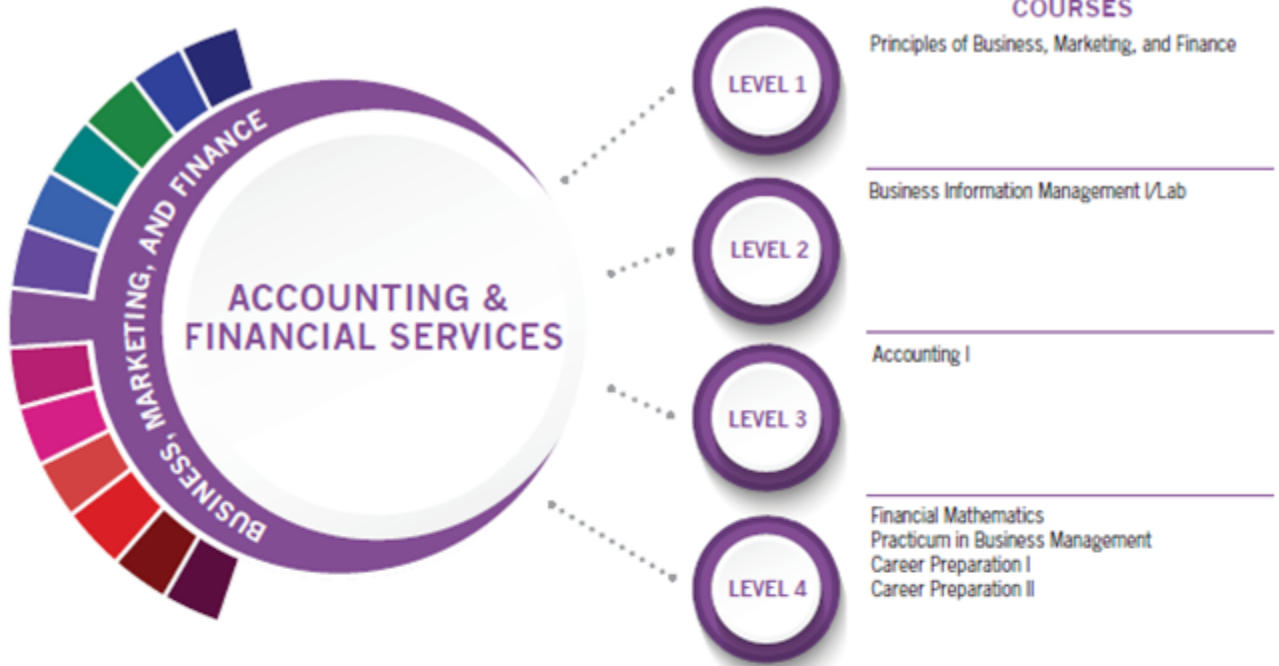 BUSINESS, MARKETING, AND FINANCE
ACCOUNTING &
FINANCIAL SERVICES
COURSES
LEVEL 1
Principles of Business, Marketing, and Finance
LEVEL 2
Business Information Management I/Lab
LEVEL 3
Accounting I
LEVEL 4
Financial Mathematics
Practicum in Business Management
Career Preparation I
Career Preparation II